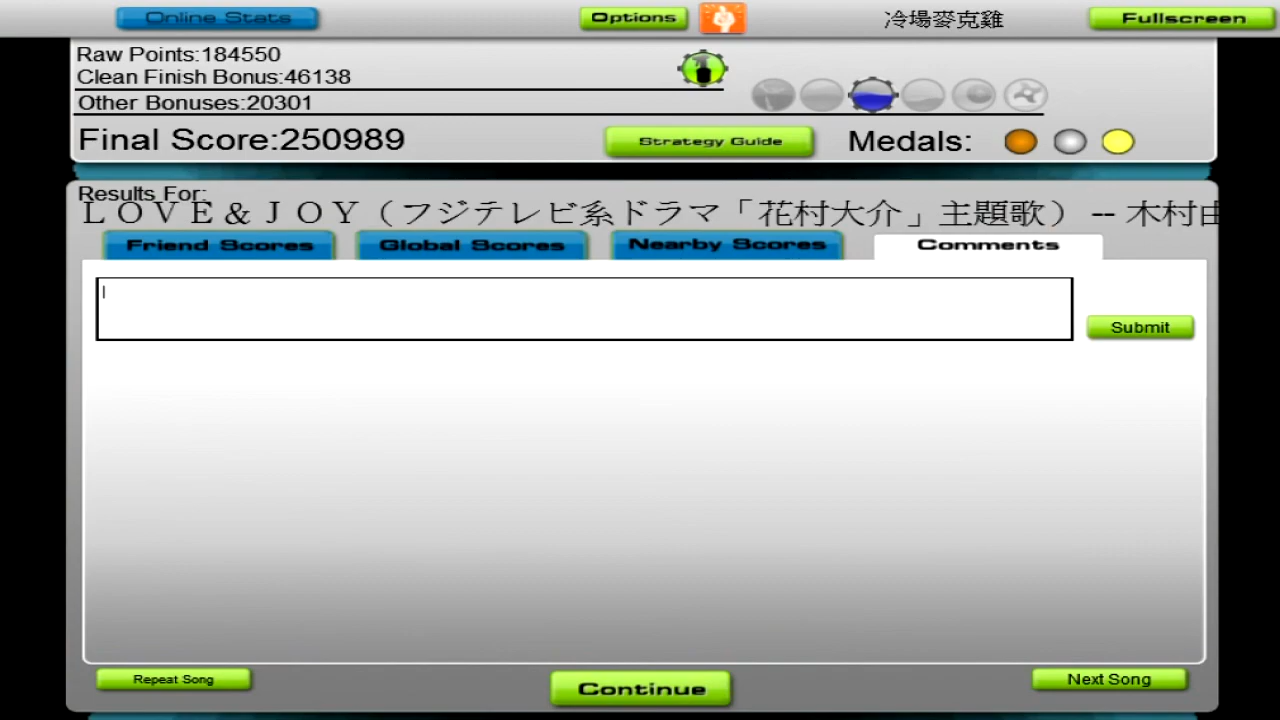 Online Stats
Options
冷場麥克雞
Fullscreen
Raw Points:184550
Clean Finish Bonus:46138
Other Bonuses:20301
Final Score:250989
Strategy Guide
Medals:
Results For:
ＬＯＶＥ＆ＪＯＹ（フジテレビ系ドラマ「花村大介」主題歌） -- 木村由
Friend Scores
Global Scores
Nearby Scores
Comments
Submit
Repeat Song
Continue
Next Song